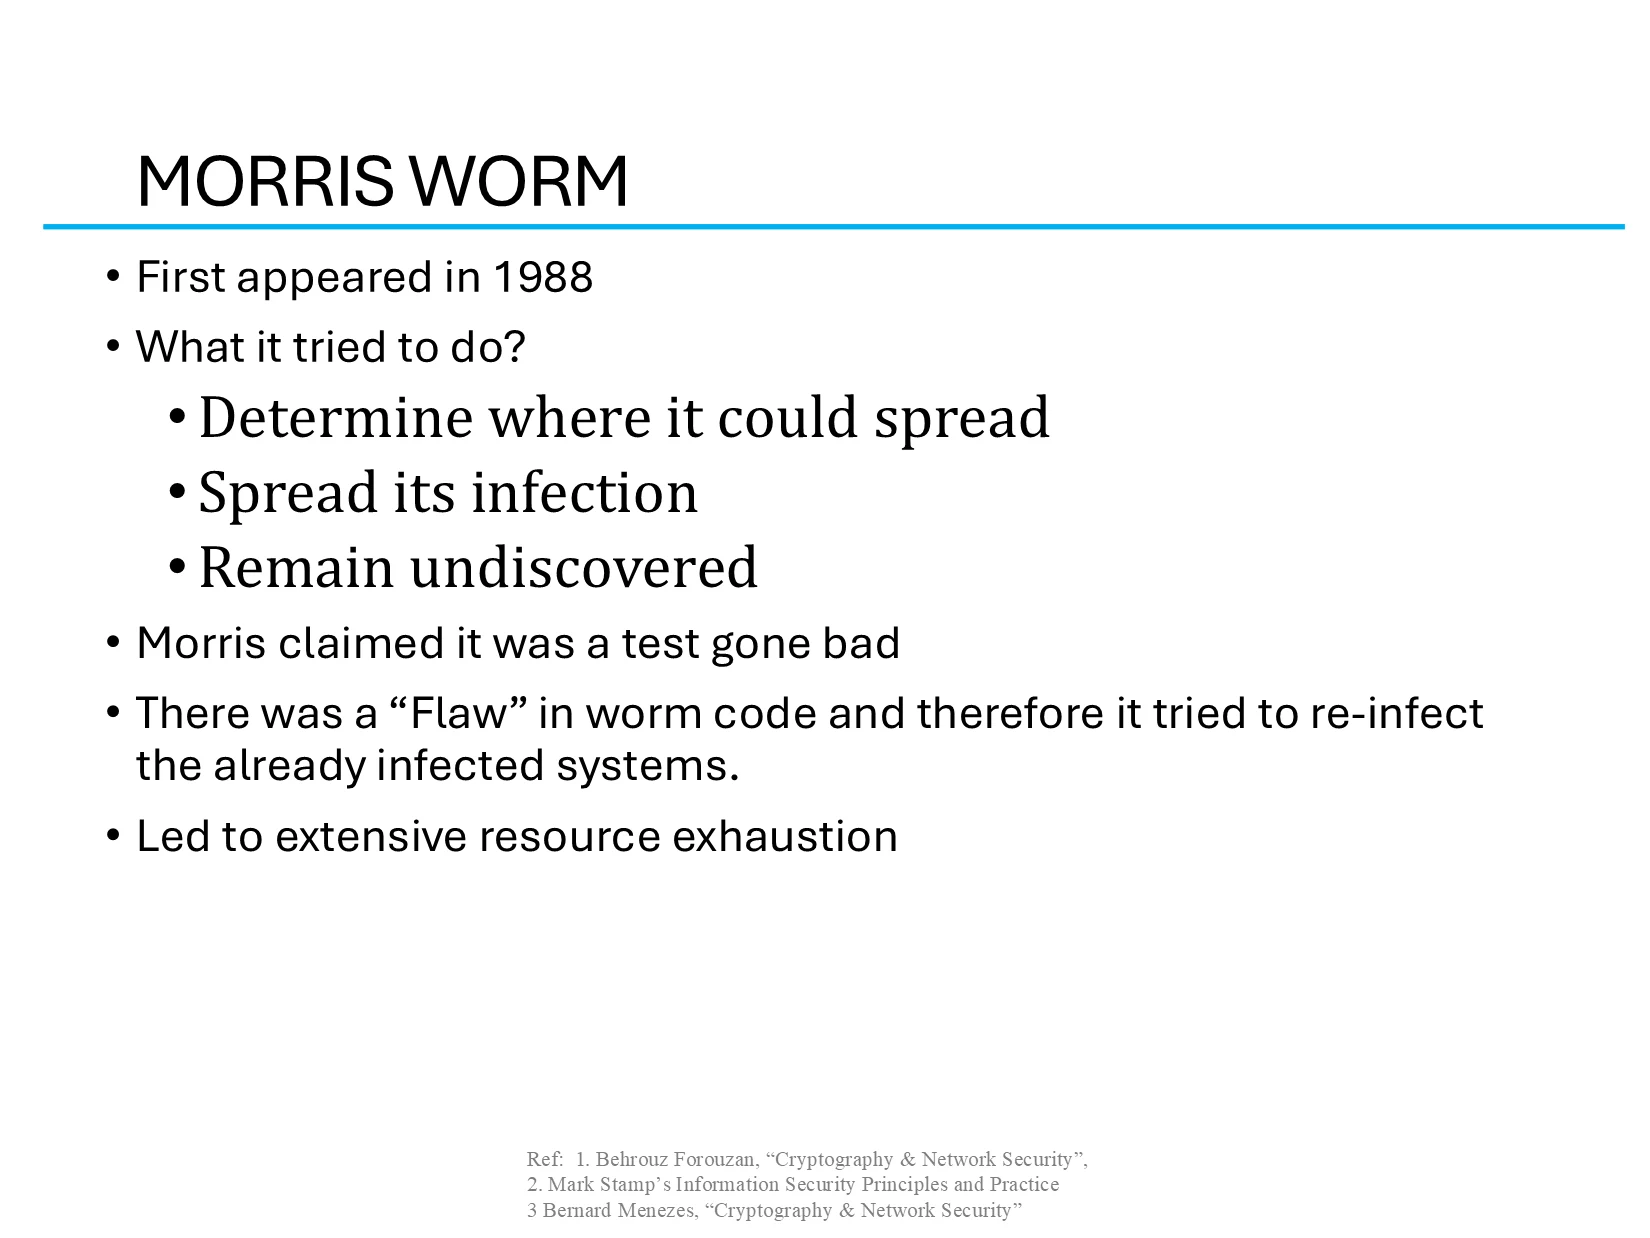 MORRIS WORM
• First appeared in 1988
• What it tried to do?
• Determine where it could spread
• Spread its infection
• Remain undiscovered
• Morris claimed it was a test gone bad
• There was a “Flaw” in worm code and therefore it tried to re-infect
the already infected systems.
• Led to extensive resource exhaustion
Ref: 1. Behrouz Forouzan, “Cryptography & Network Security”,
2. Mark Stamp’s Information Security Principles and Practice
3 Bernard Menezes, “Cryptography & Network Security”